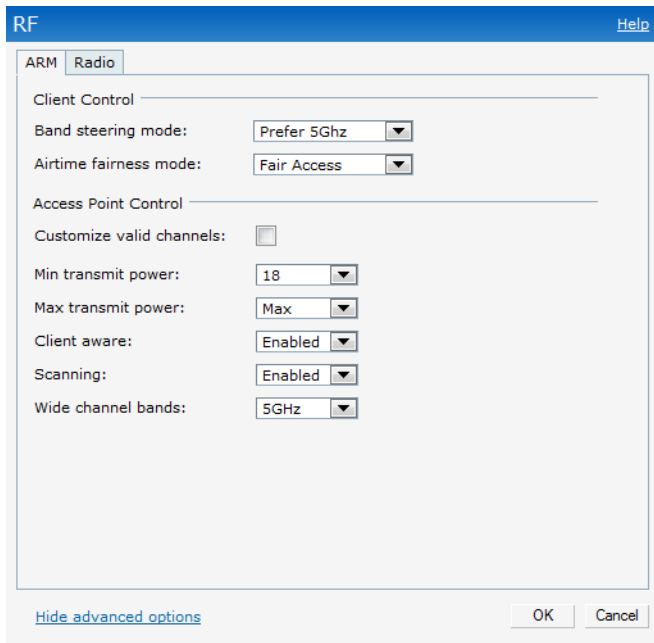 RF Help
ARM Radio
Client Control
Band steering mode: Prefer 5Ghz
Airtime fairness mode: Fair Access
Access Point Control
Customize valid channels:
Min transmit power: 18
Max transmit power: Max
Client aware: Enabled
Scanning: Enabled
Wide channel bands: 5GHz
Hide advanced options OK Cancel